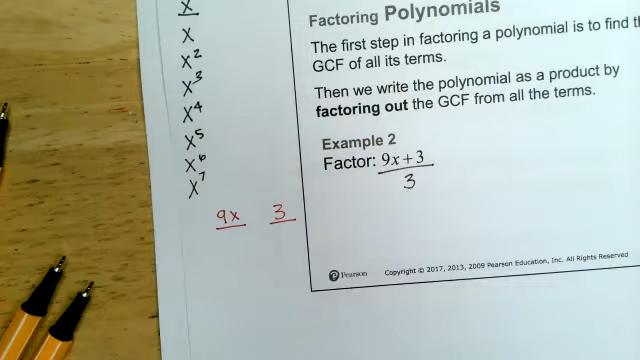 x
x
x²
x³
x⁴
x⁵
x⁶
x⁷
9x 3
Factoring Polynomials
The first step in factoring a polynomial is to find
GCF of all its terms.
Then we write the polynomial as a product by
factoring out the GCF from all the terms.
Example 2
Factor: 9x + 3
3
Pearson
Copyright © 2017, 2013, 2009 Pearson Education, Inc. All Rights Reserved